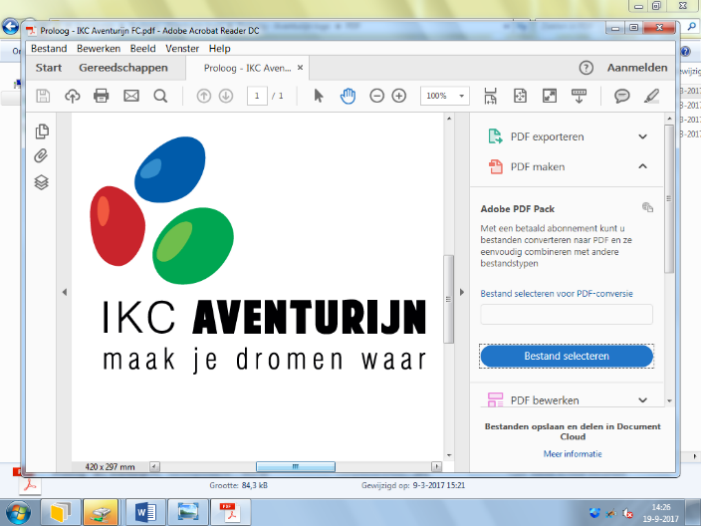 Proloog - IKC Aventurijn FC.pdf - Adobe Acrobat Reader DC
Bestand Bewerken Beeld Venster Help
Start Gereedschappen Proloog - IKC Aven... × ? Aanmelden
1 / 1 100%
PDF exporteren
PDF maken
Adobe PDF Pack
Met een betaald abonnement kunt u
bestanden converteren naar PDF en ze
eenvoudig combineren met andere
bestandstypen
Bestand selecteren voor PDF-conversie
Bestand selecteren
PDF bewerken
Bestanden opslaan en delen in Document
Cloud
Meer informatie
IKC AVENTURIJN
maak je dromen waar
420 x 297 mm
Grootte: 84,3 kB Gewijzigd op: 9-3-2017 15:21
14:26
19-9-2017